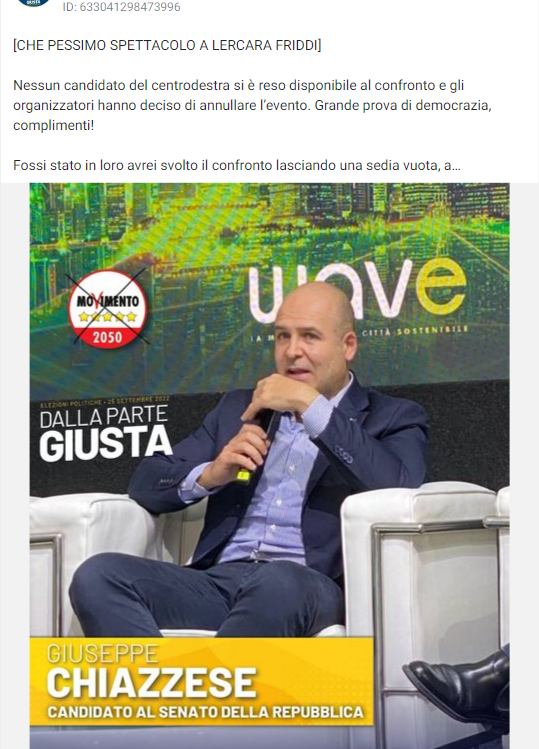 GIUSTA
ID: 633041298473996
[CHE PESSIMO SPETTACOLO A LERCARA FRIDDI]
Nessun candidato del centrodestra si è reso disponibile al confronto e gli
organizzatori hanno deciso di annullare l'evento. Grande prova di democrazia,
complimenti!
Fossi stato in loro avrei svolto il confronto lasciando una sedia vuota, a…
wave
CITTÀ SOSTENIBILE
MOVIMENTO
2050
ELEZIONI POLITICHE • 25 SETTEMBRE 2022
DALLA PARTE
GIUSTA
GIUSEPPE
CHIAZZESE
CANDIDATO AL SENATO DELLA REPUBBLICA